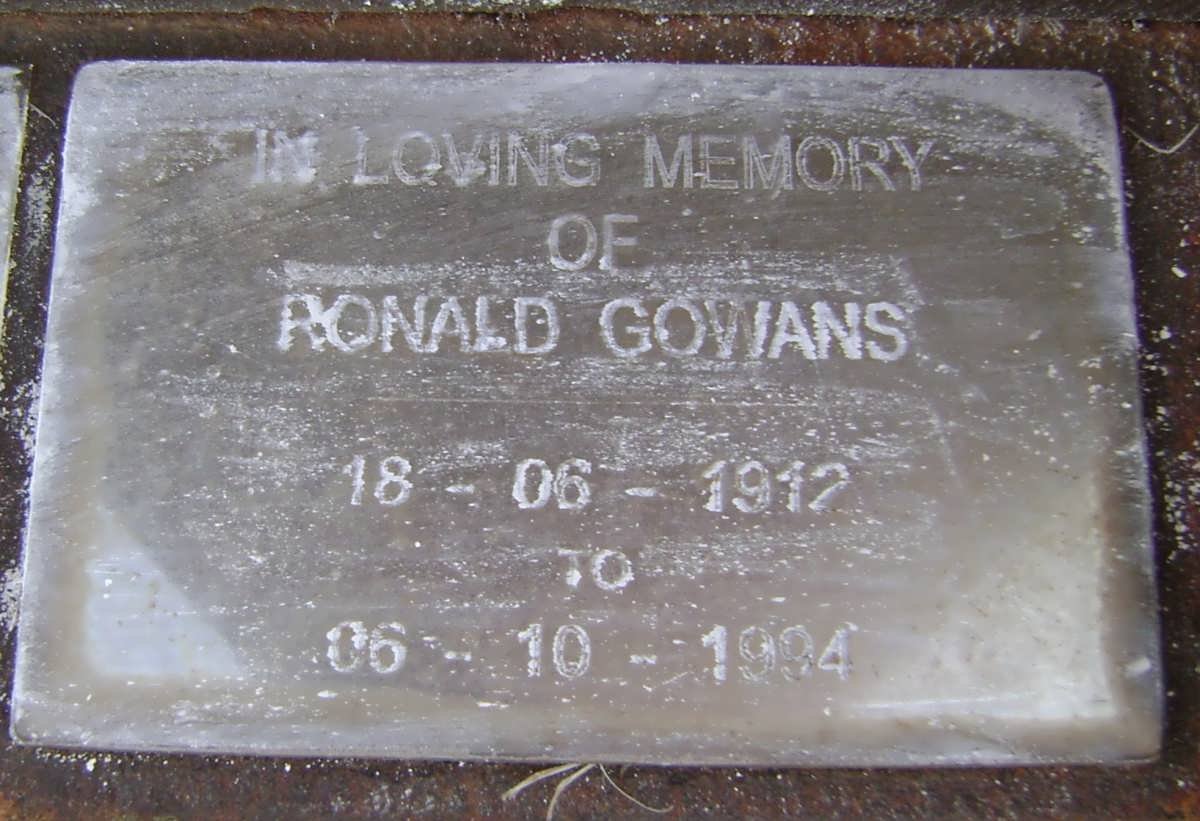 IN LOVING MEMORY
OF
RONALD GOWANS
18 - 06 - 1912
TO
06 - 10 - 1994